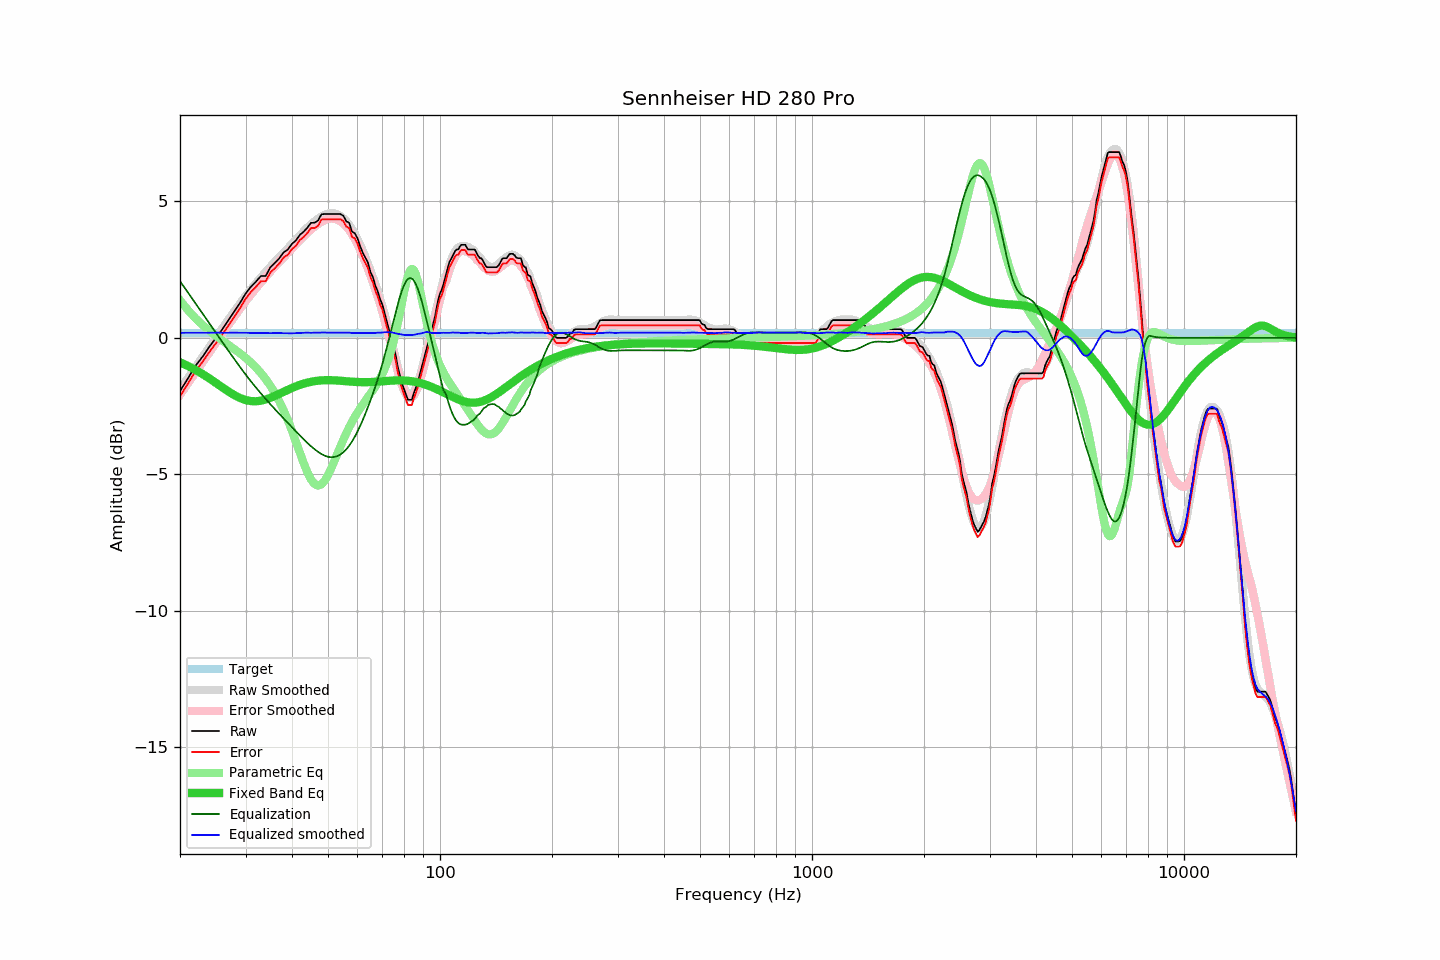 Sennheiser HD 280 Pro
Amplitude (dBr)
5
0
−5
−10
−15
Target
Raw Smoothed
Error Smoothed
Raw
Error
Parametric Eq
Fixed Band Eq
Equalization
Equalized smoothed
100
1000
10000
Frequency (Hz)